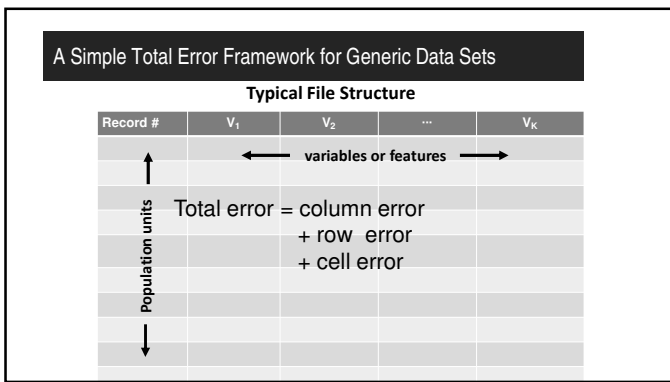 A Simple Total Error Framework for Generic Data Sets
Typical File Structure
Record # V₁ V₂ ... V_K
variables or features
Population units
Total error = column error
+ row error
+ cell error